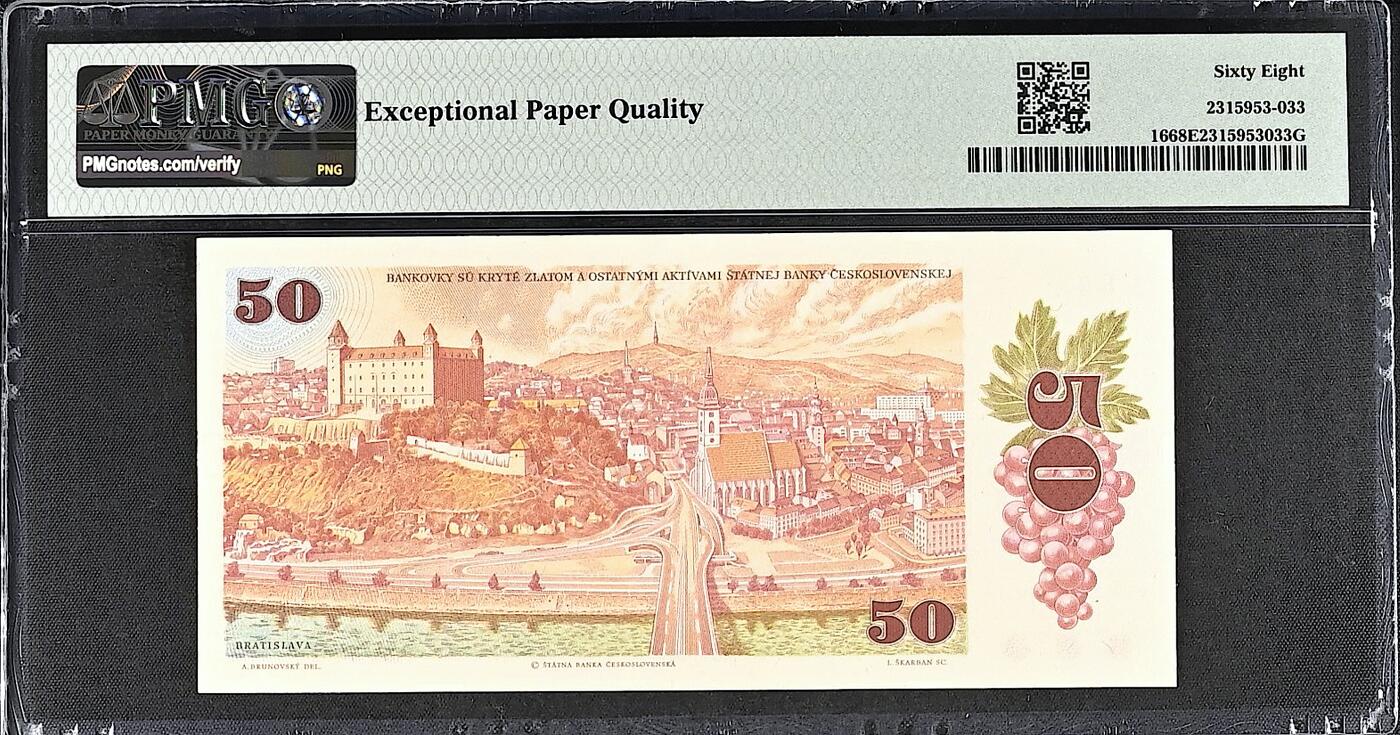 PMG
PAPER MONEY GUARANTY
PMGnotes.com/verify
PNG
Exceptional Paper Quality
Sixty Eight
2315953-033
1668E2315953033G
BANKOVKY SÚ KRYTÉ ZLATOM A OSTATNÝMI AKTÍVAMI ŠTÁTNEJ BANKY ČESKOSLOVENSKEJ
50
50
50
BRATISLAVA
A. BRUNOVSKÝ DEL.
© ŠTÁTNA BANKA ČESKOSLOVENSKÁ
L. ŠKARBAN SC.